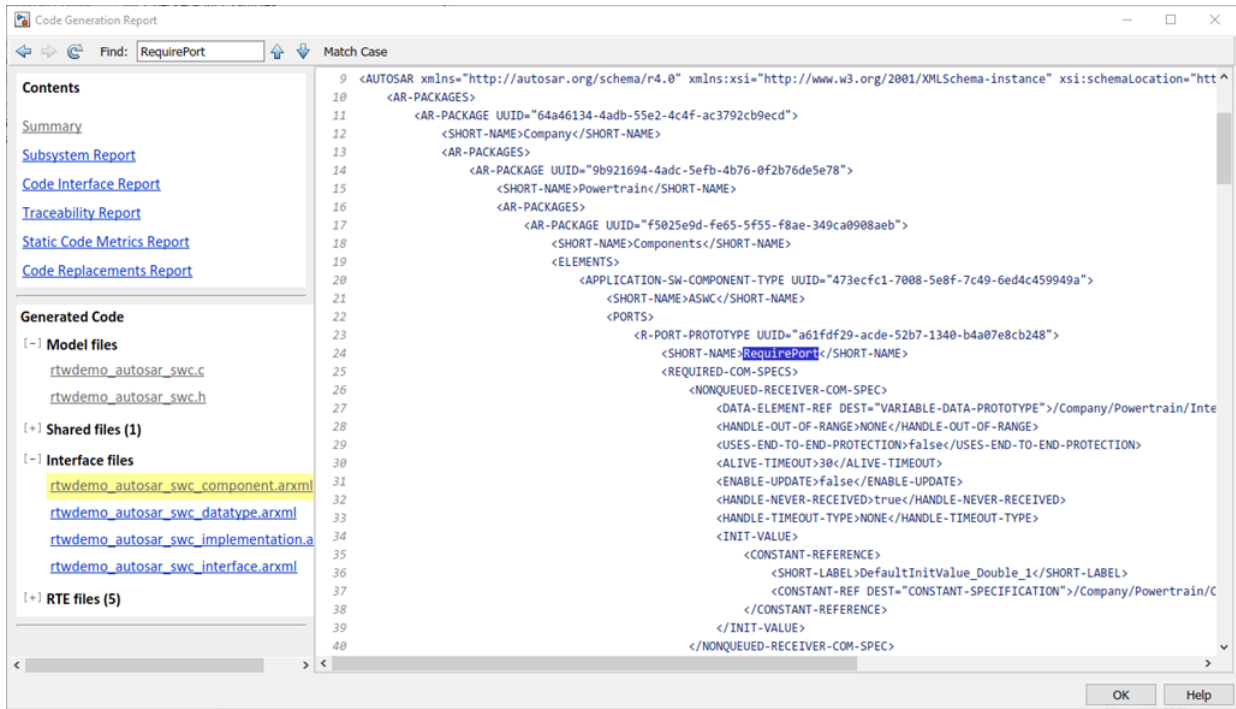 Code Generation Report
Find: RequirePort Match Case
Contents
Summary
Subsystem Report
Code Interface Report
Traceability Report
Static Code Metrics Report
Code Replacements Report
Generated Code
[-] Model files
rtwdemo_autosar_swc.c
rtwdemo_autosar_swc.h
[+] Shared files (1)
[-] Interface files
rtwdemo_autosar_swc_component.arxml
rtwdemo_autosar_swc_datatype.arxml
rtwdemo_autosar_swc_implementation.a
rtwdemo_autosar_swc_interface.arxml
[+] RTE files (5)
9 <AUTOSAR xmlns="http://autosar.org/schema/r4.0" xmlns:xsi="http://www.w3.org/2001/XMLSchema-instance" xsi:schemaLocation="htt
10 <AR-PACKAGES>
11 <AR-PACKAGE UUID="64a46134-4adb-55e2-4c4f-ac3792cb9ecd">
12 <SHORT-NAME>Company</SHORT-NAME>
13 <AR-PACKAGES>
14 <AR-PACKAGE UUID="9b921694-4adc-5efb-4b76-0f2b76de5e78">
15 <SHORT-NAME>Powertrain</SHORT-NAME>
16 <AR-PACKAGES>
17 <AR-PACKAGE UUID="f5025e9d-fe65-5f55-f8ae-349ca0908aeb">
18 <SHORT-NAME>Components</SHORT-NAME>
19 <ELEMENTS>
20 <APPLICATION-SW-COMPONENT-TYPE UUID="473ecfc1-7008-5e8f-7c49-6ed4c459949a">
21 <SHORT-NAME>ASWC</SHORT-NAME>
22 <PORTS>
23 <R-PORT-PROTOTYPE UUID="a61fdf29-acde-52b7-1340-b4a07e8cb248">
24 <SHORT-NAME>RequirePort</SHORT-NAME>
25 <REQUIRED-COM-SPECS>
26 <NONQUEUED-RECEIVER-COM-SPEC>
27 <DATA-ELEMENT-REF DEST="VARIABLE-DATA-PROTOTYPE">/Company/Powertrain/Inte
28 <HANDLE-OUT-OF-RANGE>NONE</HANDLE-OUT-OF-RANGE>
29 <USES-END-TO-END-PROTECTION>false</USES-END-TO-END-PROTECTION>
30 <ALIVE-TIMEOUT>30</ALIVE-TIMEOUT>
31 <ENABLE-UPDATE>false</ENABLE-UPDATE>
32 <HANDLE-NEVER-RECEIVED>true</HANDLE-NEVER-RECEIVED>
33 <HANDLE-TIMEOUT-TYPE>NONE</HANDLE-TIMEOUT-TYPE>
34 <INIT-VALUE>
35 <CONSTANT-REFERENCE>
36 <SHORT-LABEL>DefaultInitValue_Double_1</SHORT-LABEL>
37 <CONSTANT-REF DEST="CONSTANT-SPECIFICATION">/Company/Powertrain/C
38 </CONSTANT-REFERENCE>
39 </INIT-VALUE>
40 </NONQUEUED-RECEIVER-COM-SPEC>
OK Help